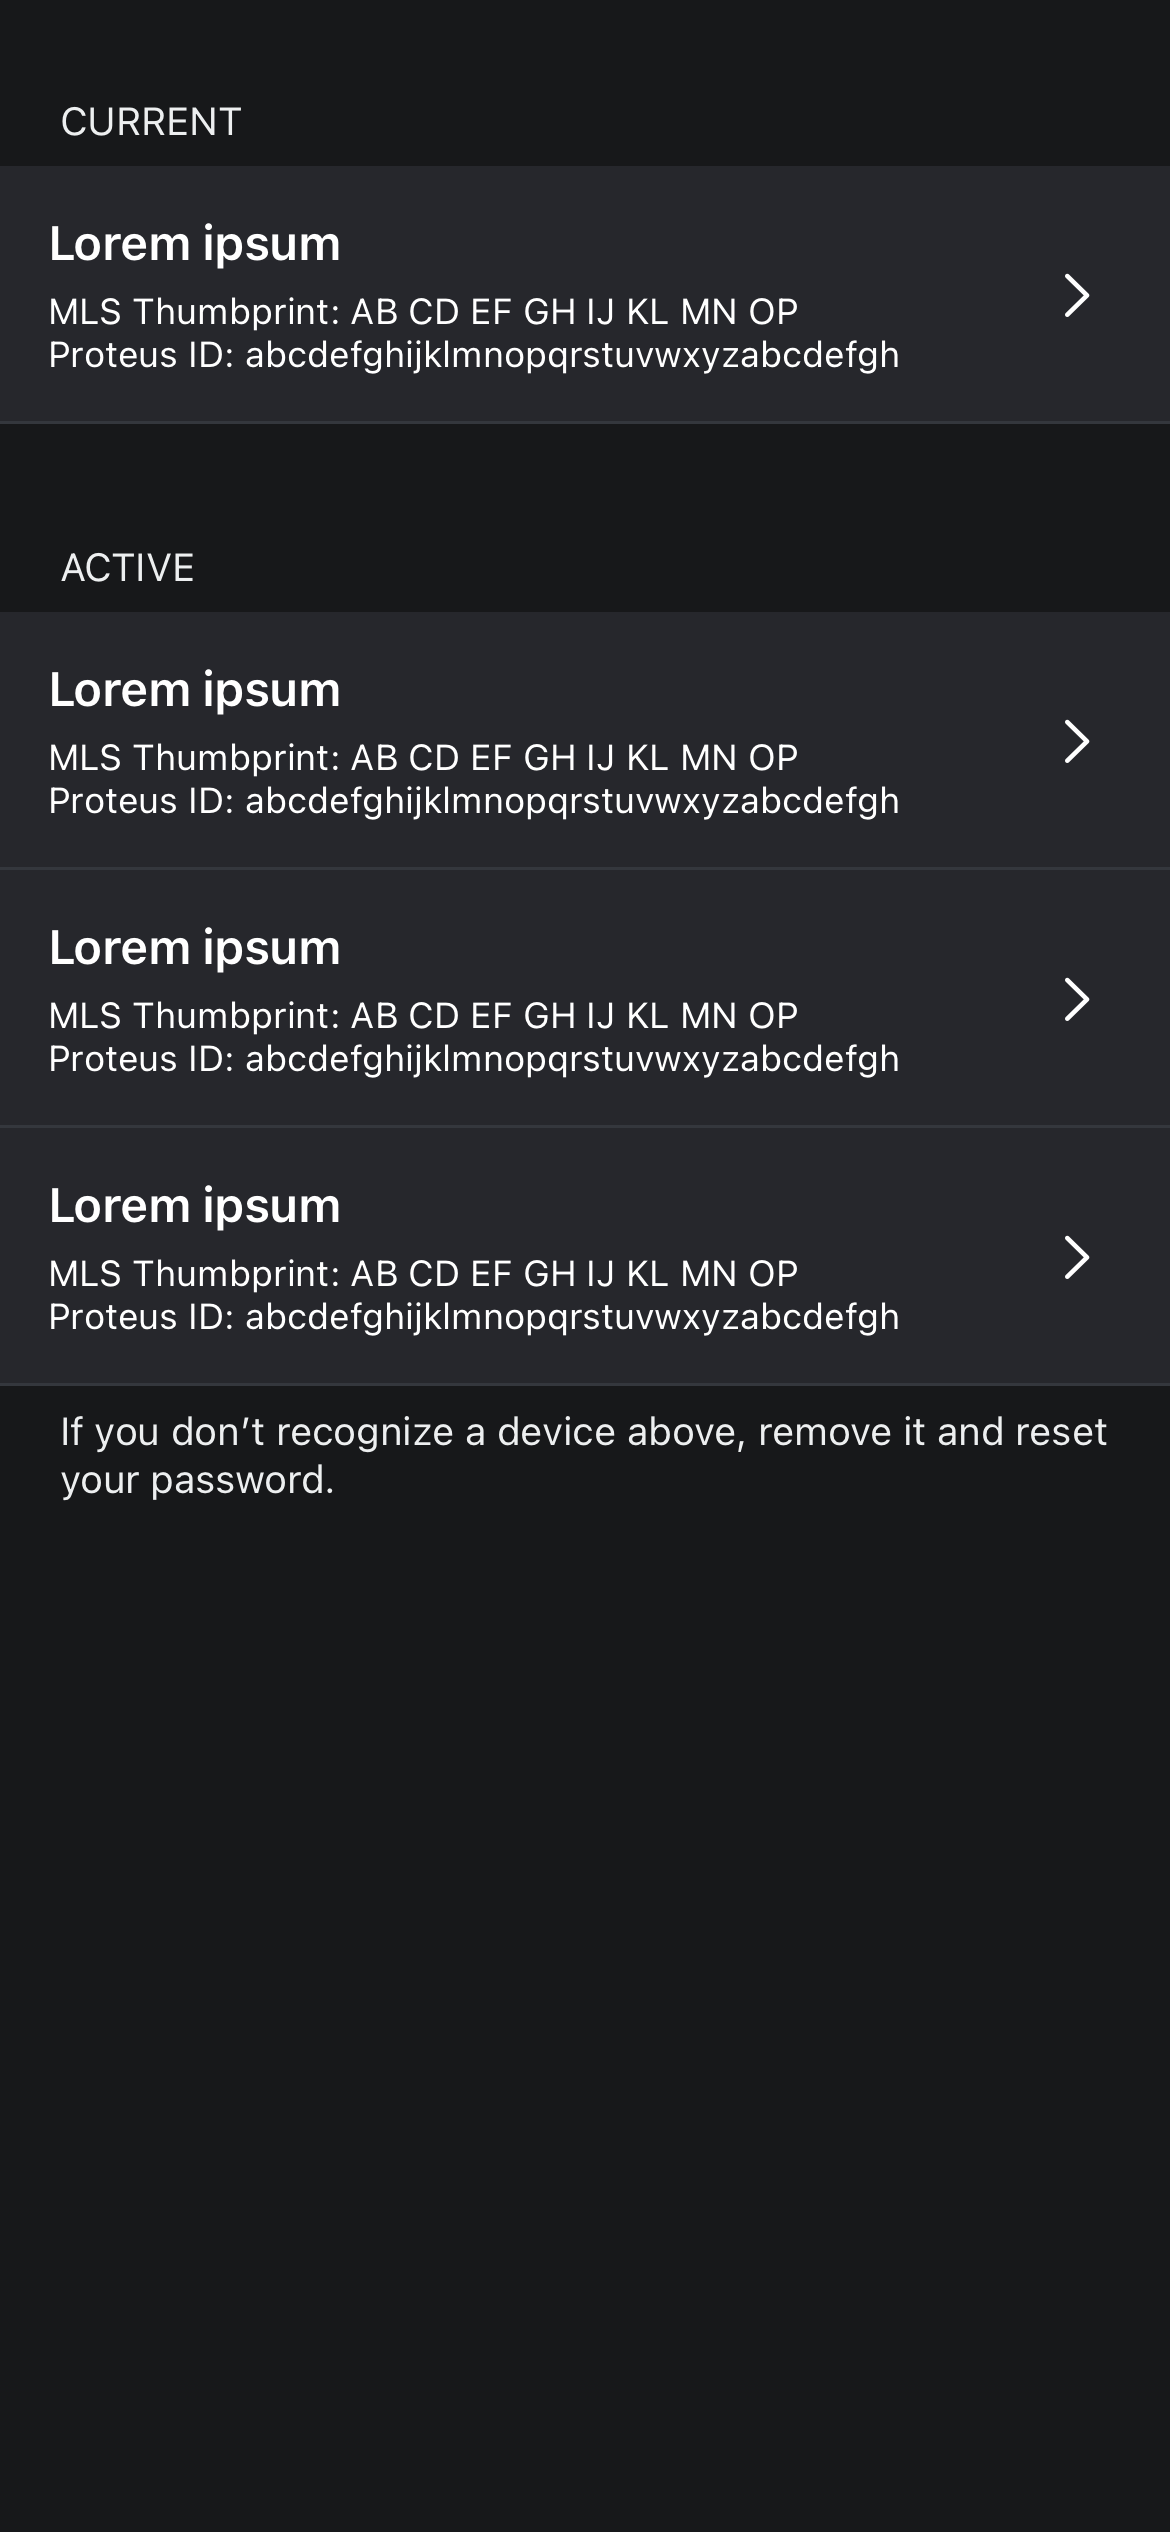 CURRENT
Lorem ipsum
MLS Thumbprint: AB CD EF GH IJ KL MN OP
Proteus ID: abcdefghijklmnopqrstuvwxyzabcdefgh
ACTIVE
Lorem ipsum
MLS Thumbprint: AB CD EF GH IJ KL MN OP
Proteus ID: abcdefghijklmnopqrstuvwxyzabcdefgh
Lorem ipsum
MLS Thumbprint: AB CD EF GH IJ KL MN OP
Proteus ID: abcdefghijklmnopqrstuvwxyzabcdefgh
Lorem ipsum
MLS Thumbprint: AB CD EF GH IJ KL MN OP
Proteus ID: abcdefghijklmnopqrstuvwxyzabcdefgh
If you don’t recognize a device above, remove it and reset
your password.